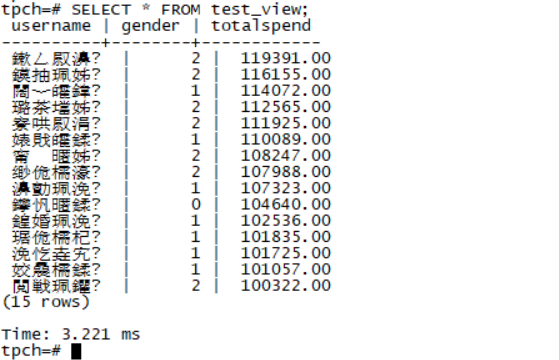 tpch=# SELECT * FROM test_view;
username | gender | totalspend
----------+--------+------------
? | 2 | 119391.00
? | 2 | 116155.00
? | 1 | 114072.00
? | 2 | 112565.00
? | 2 | 111925.00
? | 1 | 110089.00
? | 2 | 108247.00
? | 2 | 107988.00
? | 1 | 107323.00
? | 0 | 104640.00
? | 1 | 102536.00
? | 1 | 101835.00
? | 1 | 101725.00
? | 1 | 101057.00
? | 2 | 100322.00
(15 rows)
Time: 3.221 ms
tpch=#